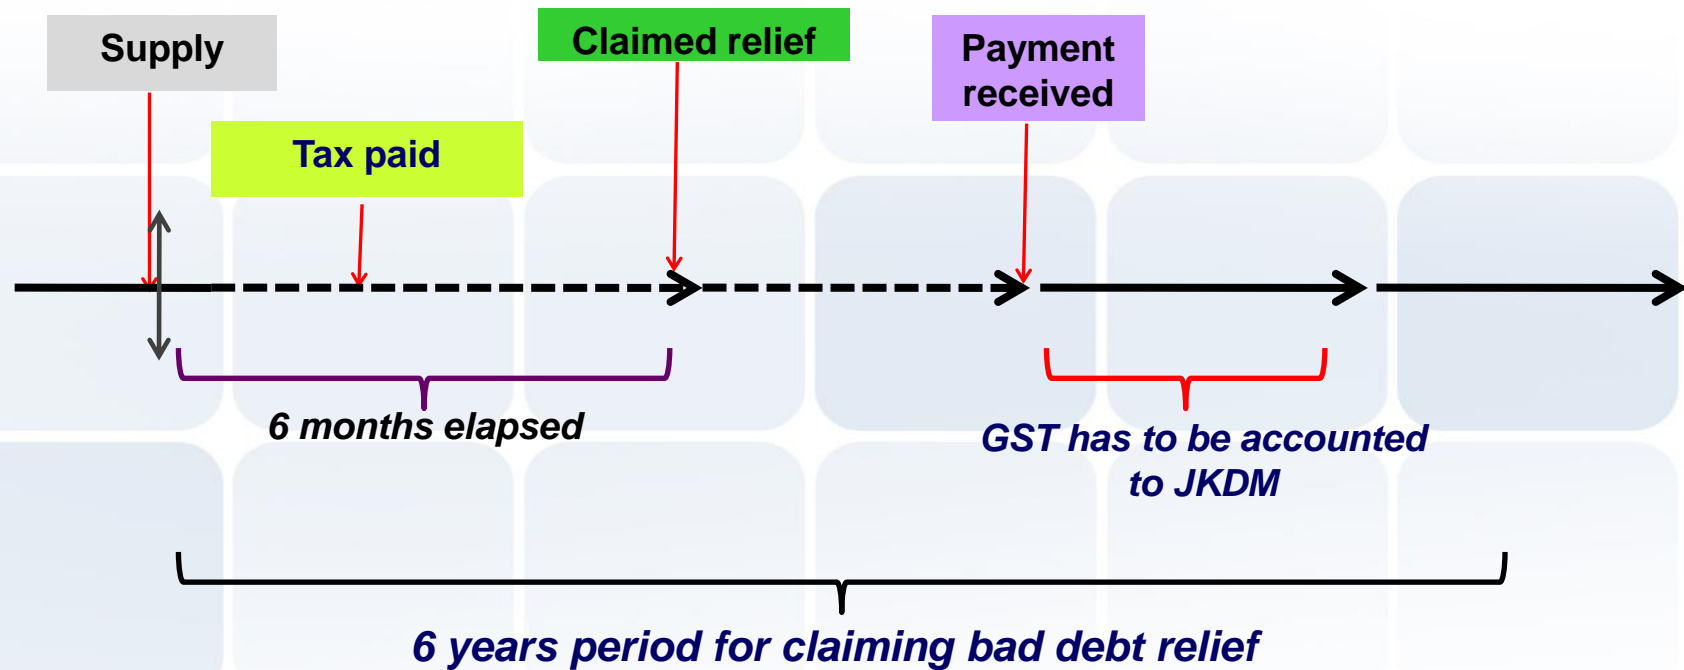 Supply
Claimed relief
Payment
received
Tax paid
6 months elapsed
GST has to be accounted
to JKDM
6 years period for claiming bad debt relief